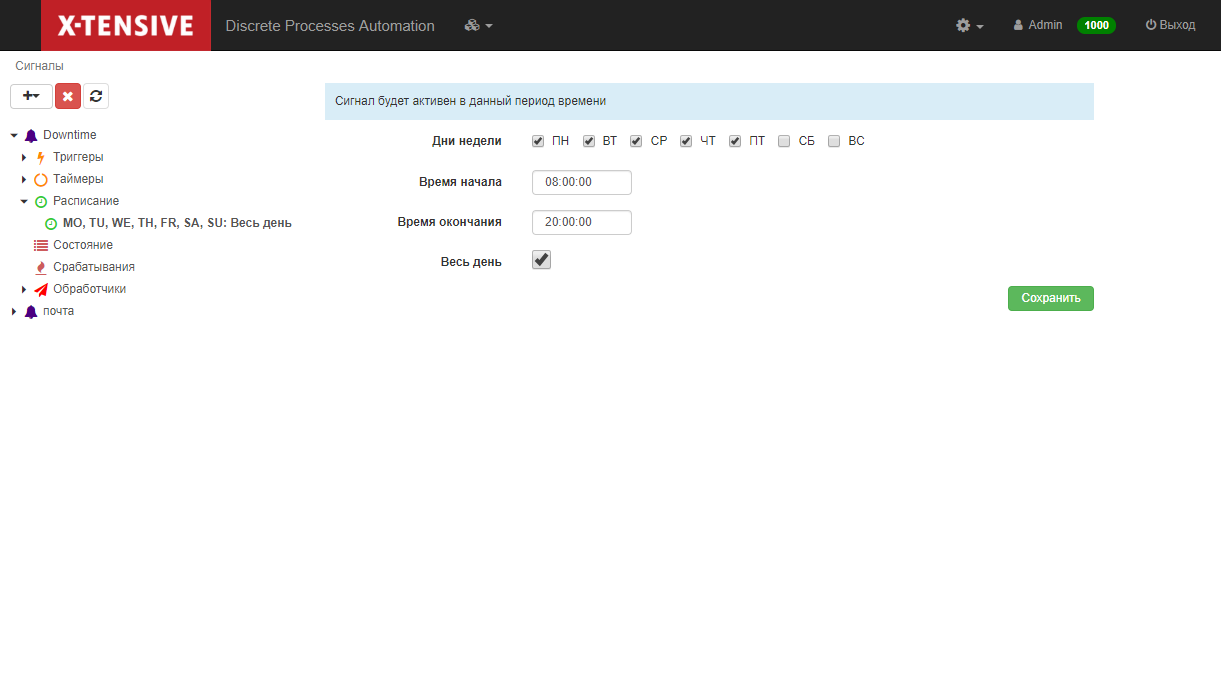 X-TENSIVE Discrete Processes Automation Admin 1000 Выход
Сигналы
Downtime
Триггеры
Таймеры
Расписание
MO, TU, WE, TH, FR, SA, SU: Весь день
Состояние
Срабатывания
Обработчики
почта
Сигнал будет активен в данный период времени
Дни недели ПН ВТ СР ЧТ ПТ СБ ВС
Время начала 08:00:00
Время окончания 20:00:00
Весь день
Сохранить